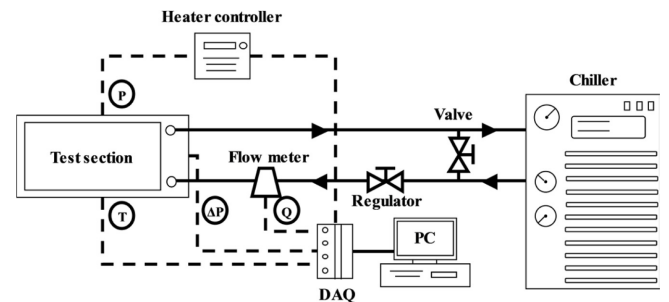 Heater controller
P
Chiller
Valve
Test section
Flow meter
T
ΔP
Q
Regulator
PC
DAQ